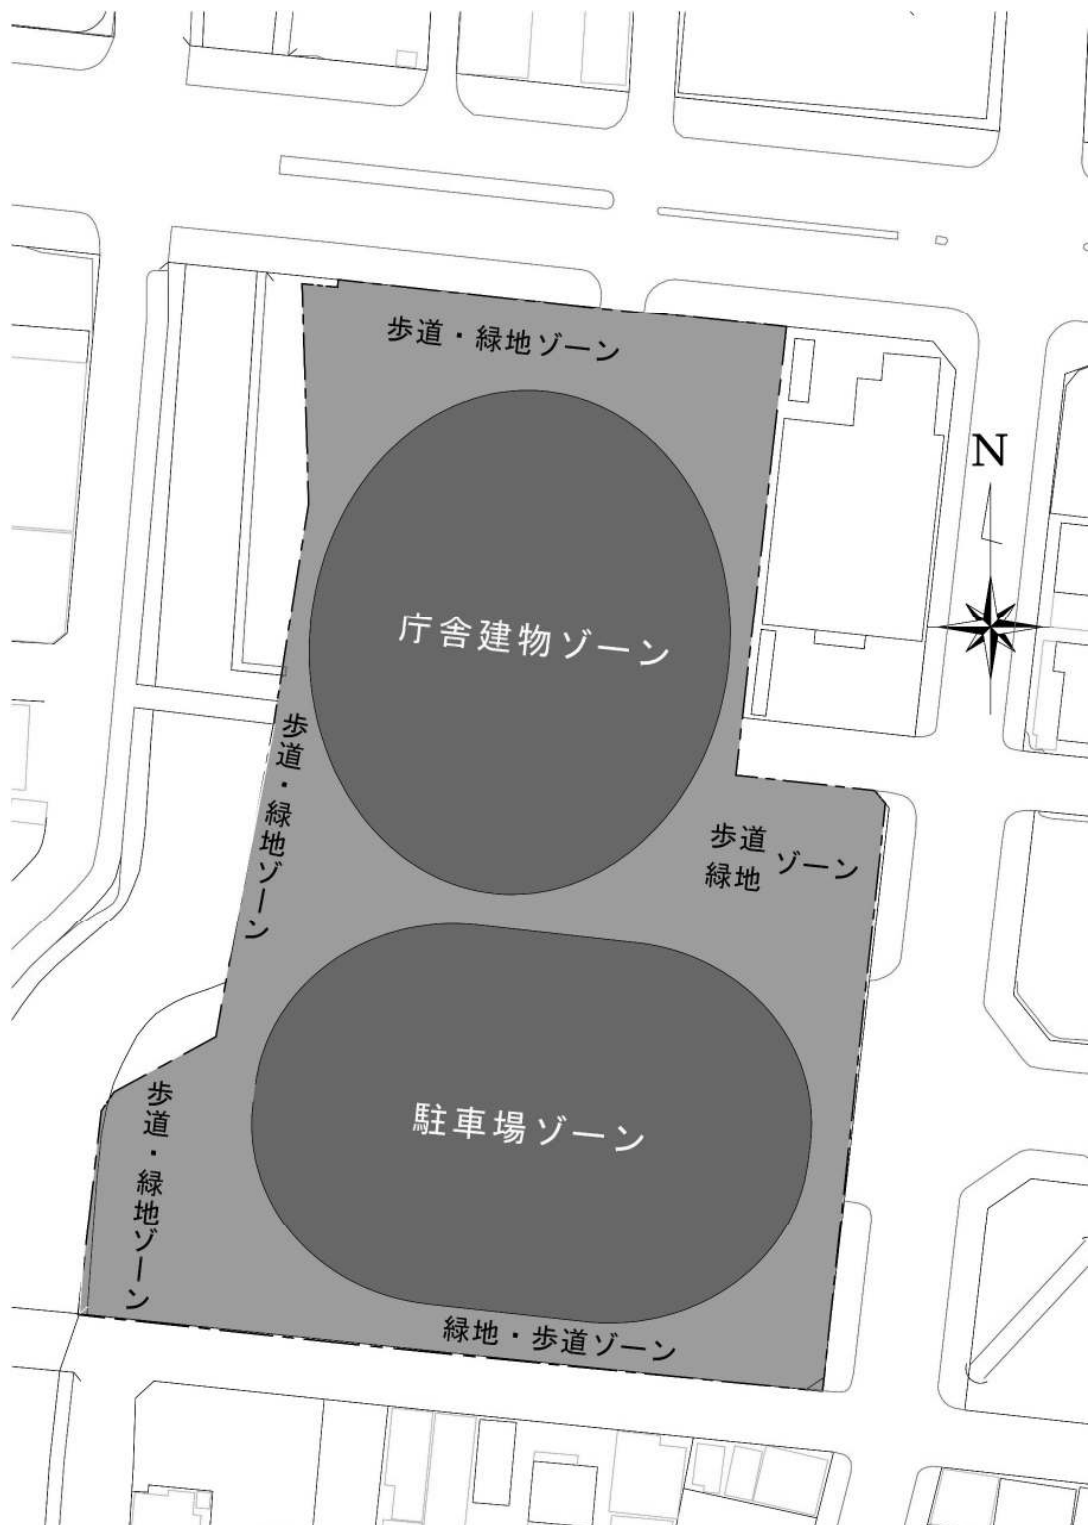 歩道・緑地ゾーン
N
庁舎建物ゾーン
歩道・緑地ゾーン
歩道
緑地
ゾーン
駐車場ゾーン
歩道・緑地ゾーン
緑地・歩道ゾーン